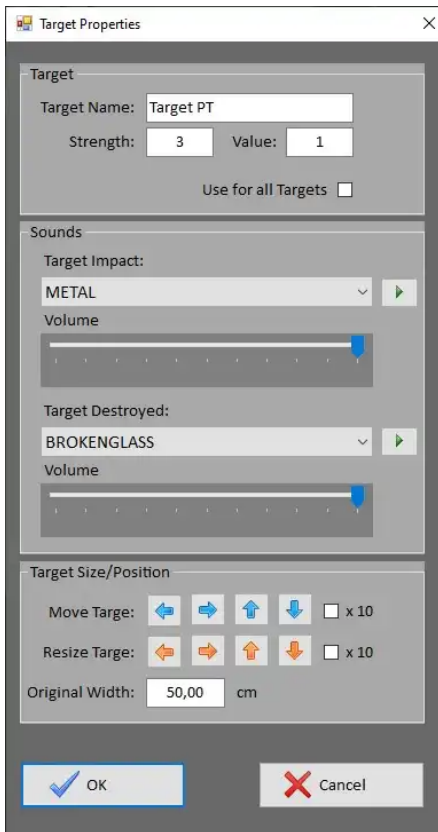 Target Properties
Target
Target Name: Target PT
Strength: 3 Value: 1
Use for all Targets
Sounds
Target Impact:
METAL
Volume
Target Destroyed:
BROKENGLASS
Volume
Target Size/Position
Move Targe: x 10
Resize Targe: x 10
Original Width: 50,00 cm
OK Cancel